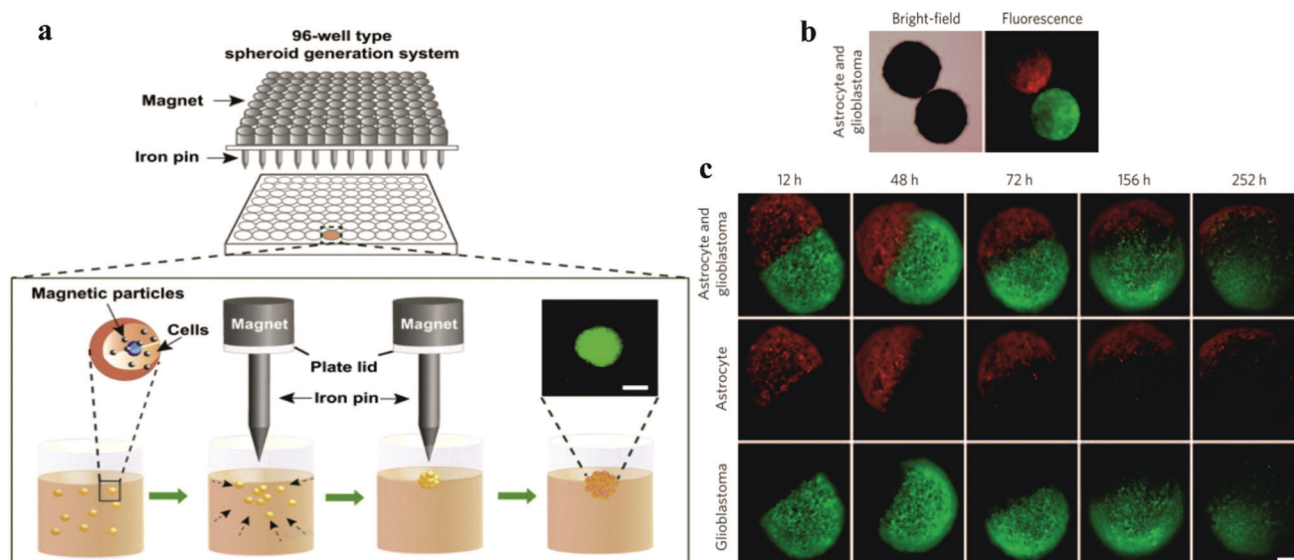 a
96-well type
spheroid generation system
Magnet
Iron pin
Magnetic particles
Cells
Magnet
Magnet
Plate lid
Iron pin
b
Bright-field Fluorescence
Astrocyte and
glioblastoma
c
12 h 48 h 72 h 156 h 252 h
Astrocyte and
glioblastoma
Astrocyte
Glioblastoma